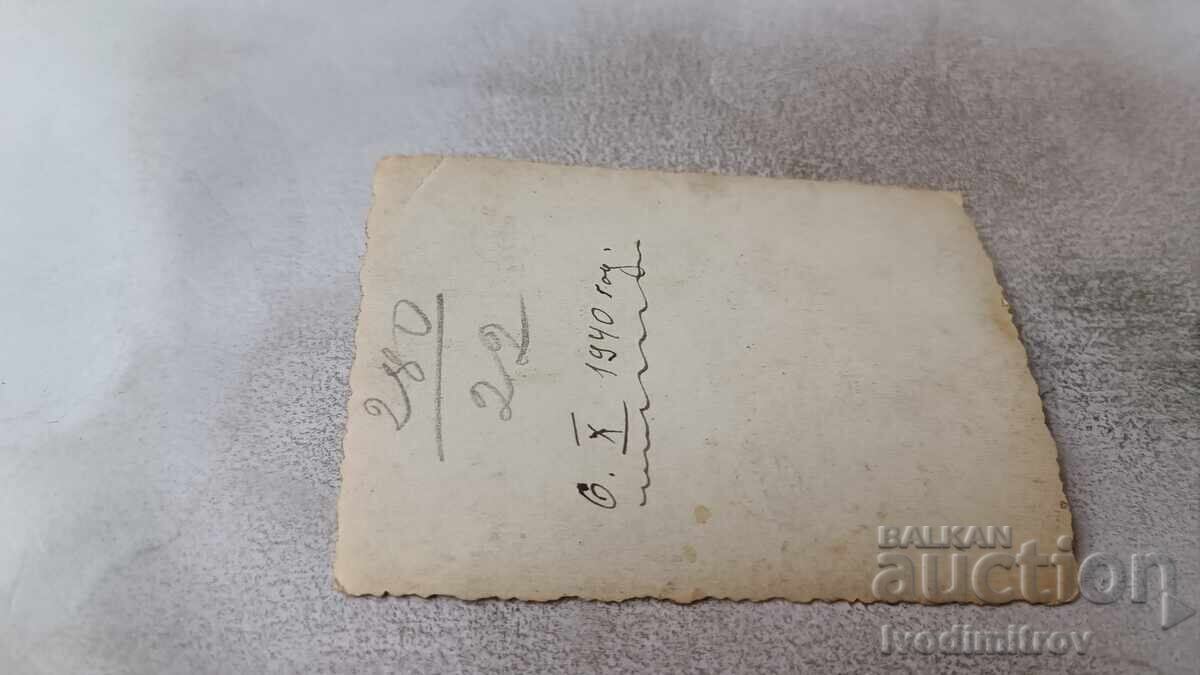 280
22
6. X 1940 год.
BALKAN
auction
Ivodimitrov